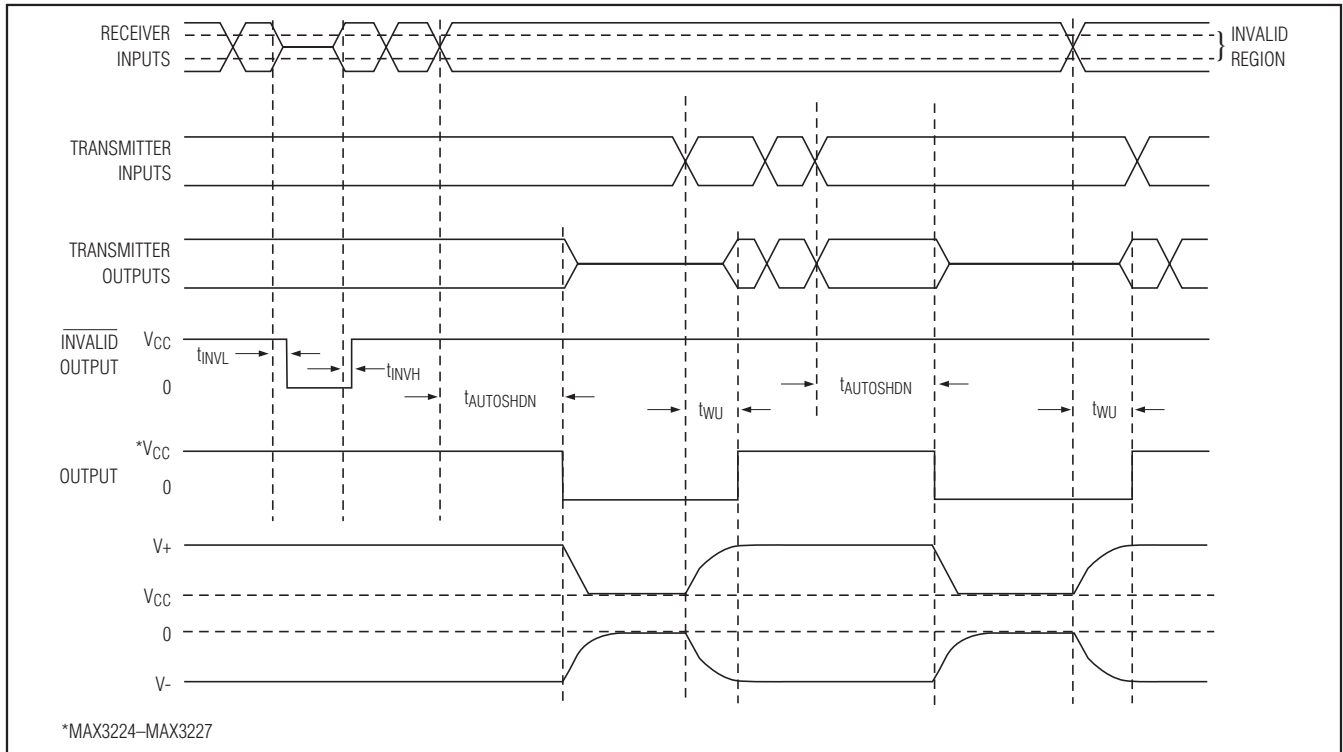 RECEIVER
INPUTS
} INVALID
REGION
TRANSMITTER
INPUTS
TRANSMITTER
OUTPUTS
INVALID
OUTPUT
VCC
0
tINVL
tINVH
tAUTOSHDN
tWU
tAUTOSHDN
tWU
OUTPUT
*VCC
0
V+
VCC
0
V-
*MAX3224–MAX3227